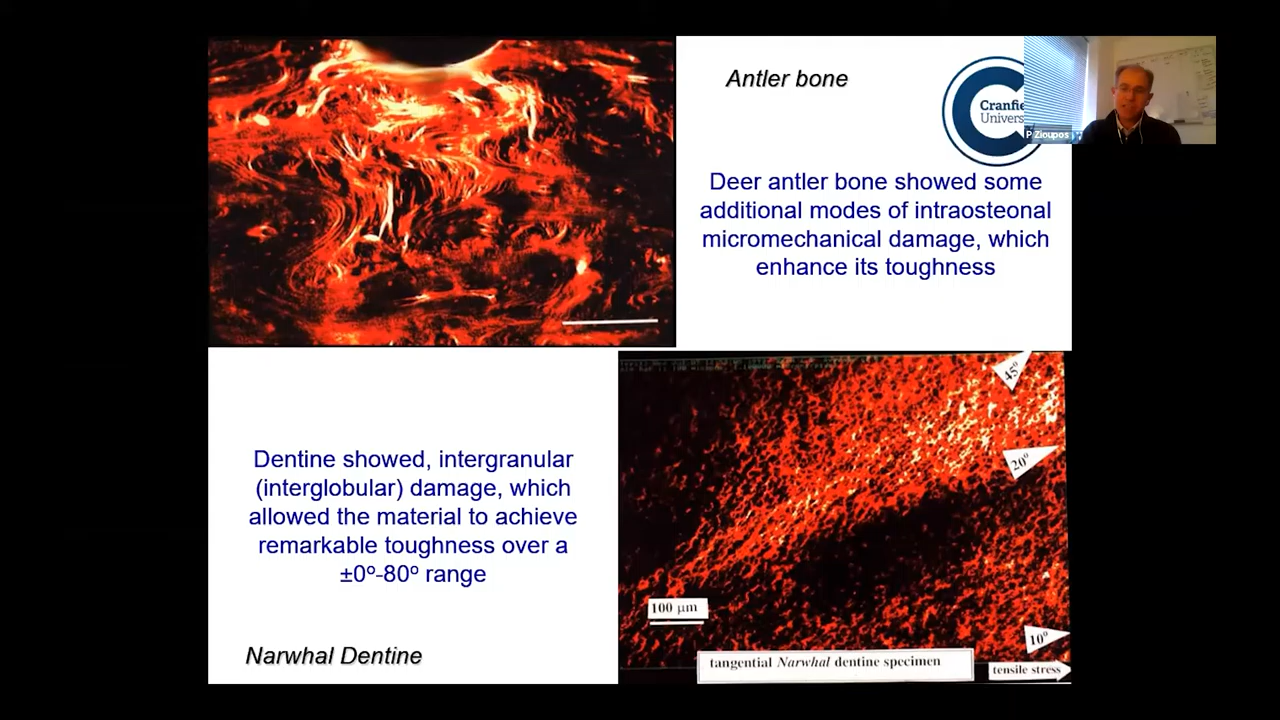 Antler bone
Cranfie
Univers
P Zioupos
Deer antler bone showed some
additional modes of intraosteonal
micromechanical damage, which
enhance its toughness
45°
20°
Dentine showed, intergranular
(interglobular) damage, which
allowed the material to achieve
remarkable toughness over a
±0º-80º range
100 µm
10°
Narwhal Dentine
tangential Narwhal dentine specimen
tensile stress